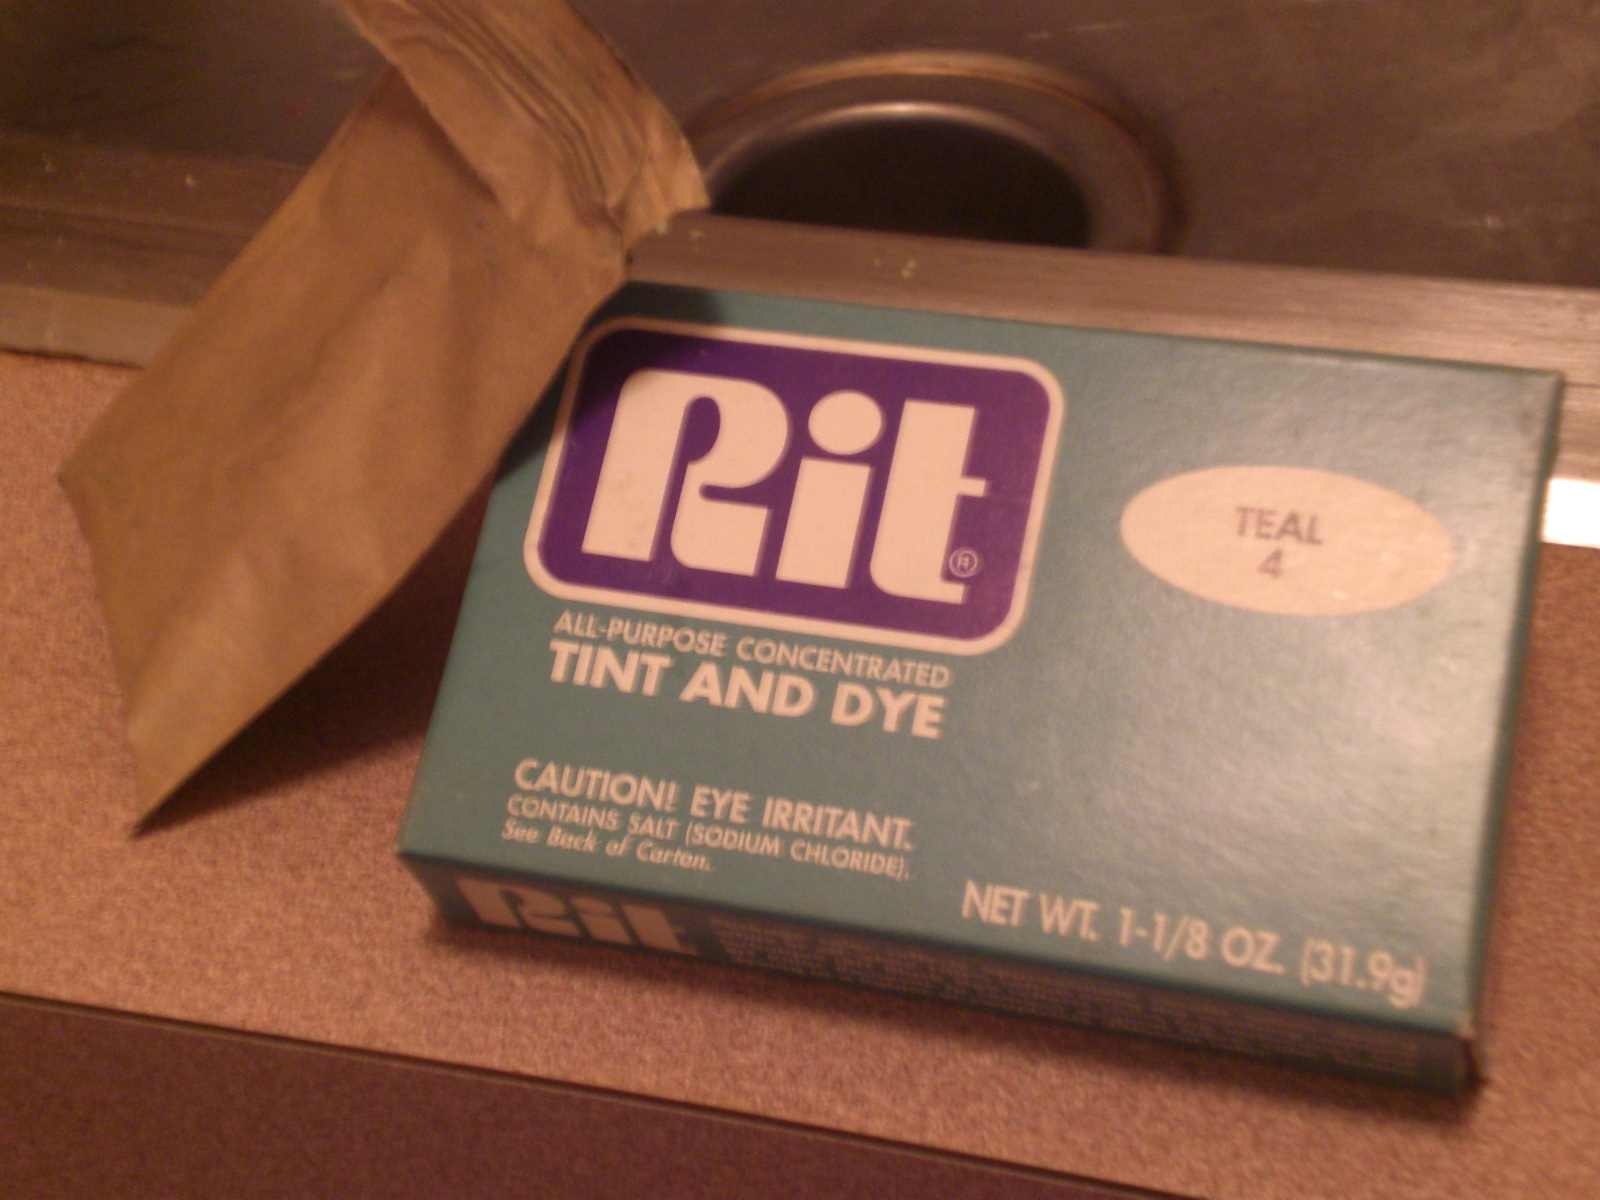 Rit®
TEAL
4
ALL-PURPOSE CONCENTRATED
TINT AND DYE
CAUTION! EYE IRRITANT.
CONTAINS SALT (SODIUM CHLORIDE).
See Back of Carton.
NET WT. 1-1/8 OZ. (31.9g)
Rit